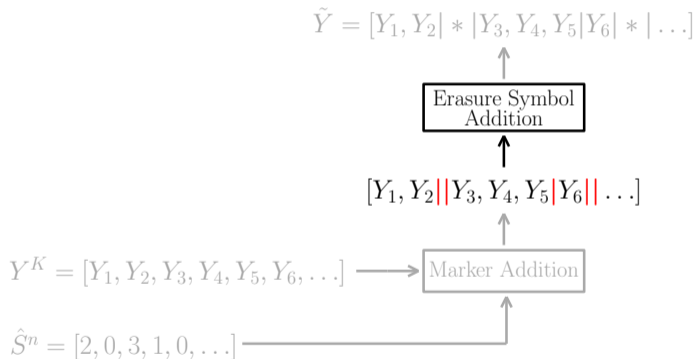 Ỹ = [Y₁, Y₂| * |Y₃, Y₄, Y₅|Y₆| * | ...]
Erasure Symbol
Addition
[Y₁, Y₂||Y₃, Y₄, Y₅|Y₆|| ...]
Yᴷ = [Y₁, Y₂, Y₃, Y₄, Y₅, Y₆, ...]
Marker Addition
Ŝⁿ = [2, 0, 3, 1, 0, ...]